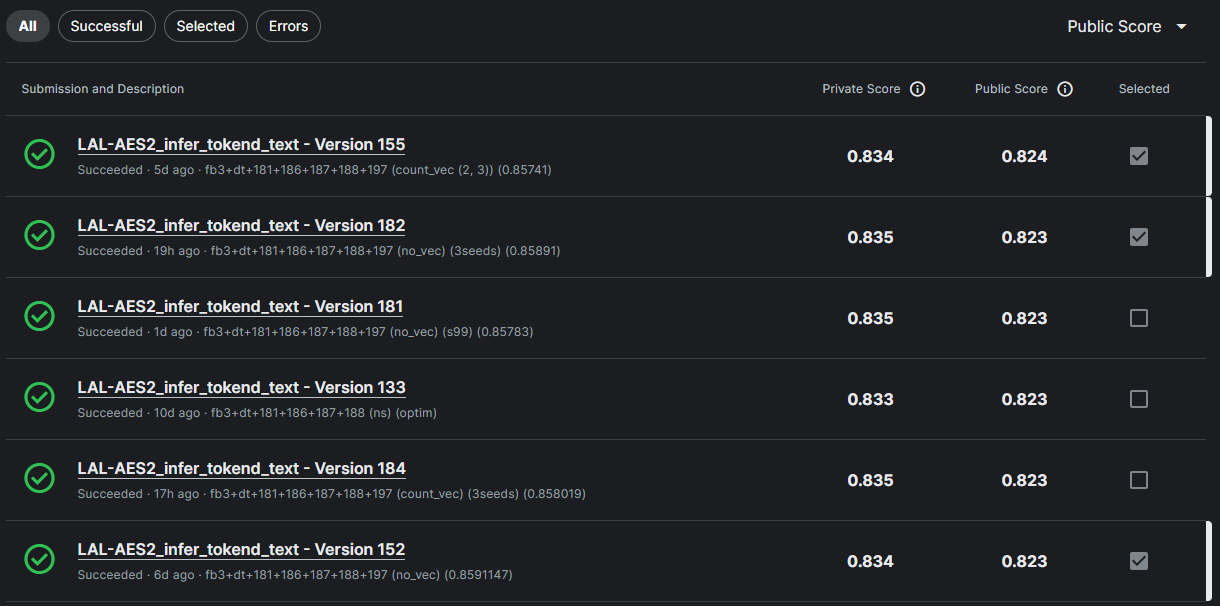 All Successful Selected Errors Public Score
Submission and Description Private Score Public Score Selected
LAL-AES2_infer_tokend_text - Version 155
Succeeded · 5d ago · fb3+dt+181+186+187+188+197 (count_vec (2, 3)) (0.85741)
0.834 0.824
LAL-AES2_infer_tokend_text - Version 182
Succeeded · 19h ago · fb3+dt+181+186+187+188+197 (no_vec) (3seeds) (0.85891)
0.835 0.823
LAL-AES2_infer_tokend_text - Version 181
Succeeded · 1d ago · fb3+dt+181+186+187+188+197 (no_vec) (s99) (0.85783)
0.835 0.823
LAL-AES2_infer_tokend_text - Version 133
Succeeded · 10d ago · fb3+dt+181+186+187+188 (ns) (optim)
0.833 0.823
LAL-AES2_infer_tokend_text - Version 184
Succeeded · 17h ago · fb3+dt+181+186+187+188+197 (count_vec) (3seeds) (0.858019)
0.835 0.823
LAL-AES2_infer_tokend_text - Version 152
Succeeded · 6d ago · fb3+dt+181+186+187+188+197 (no_vec) (0.8591147)
0.834 0.823